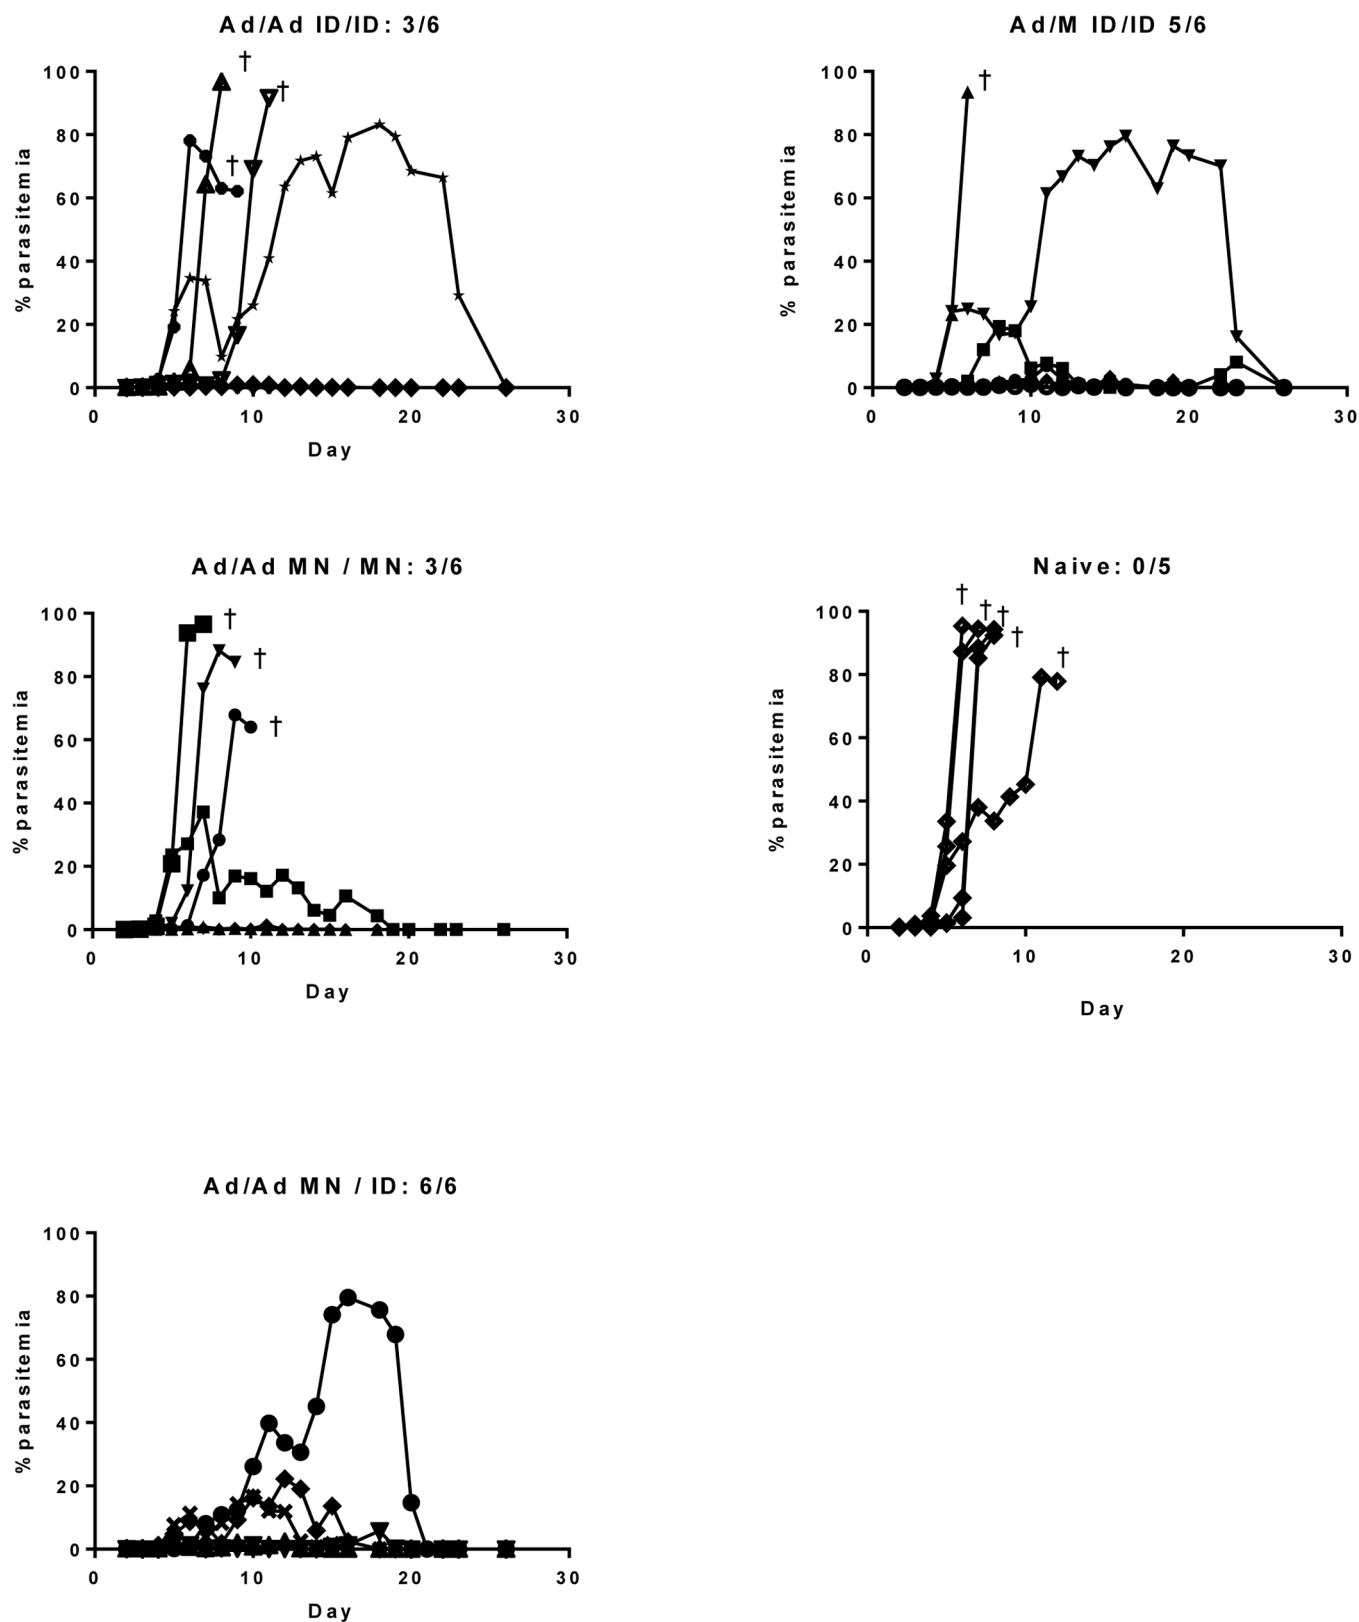 Ad/Ad ID/ID: 3/6
% parasitemia
100
80
60
40
20
0
† † †
0 10 20 30
Day
Ad/M ID/ID 5/6
% parasitemia
100
80
60
40
20
0
†
0 10 20 30
Ad/Ad MN / MN: 3/6
% parasitemia
100
80
60
40
20
0
† † †
0 10 20 30
Day
Naive: 0/5
% parasitemia
100
80
60
40
20
0
† † † † †
0 10 20 30
Day
Ad/Ad MN / ID: 6/6
% parasitemia
100
80
60
40
20
0
0 10 20 30
Day